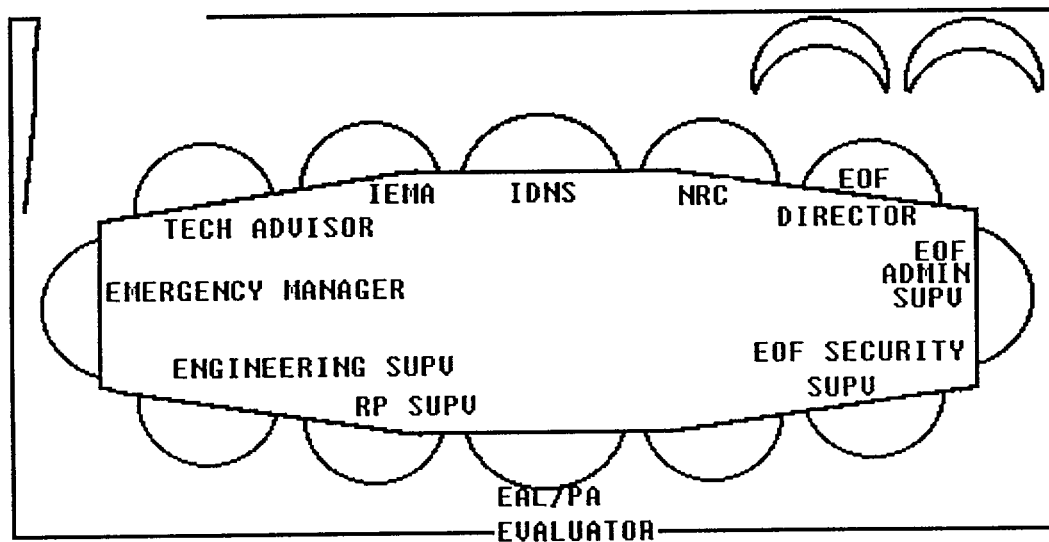 IEMA IDNS NRC EOF
TECH ADVISOR DIRECTOR
EMERGENCY MANAGER
EOF
ADMIN
SUPV
ENGINEERING SUPV
RP SUPV
EOF SECURITY
SUPV
EAL/PA
EVALUATOR